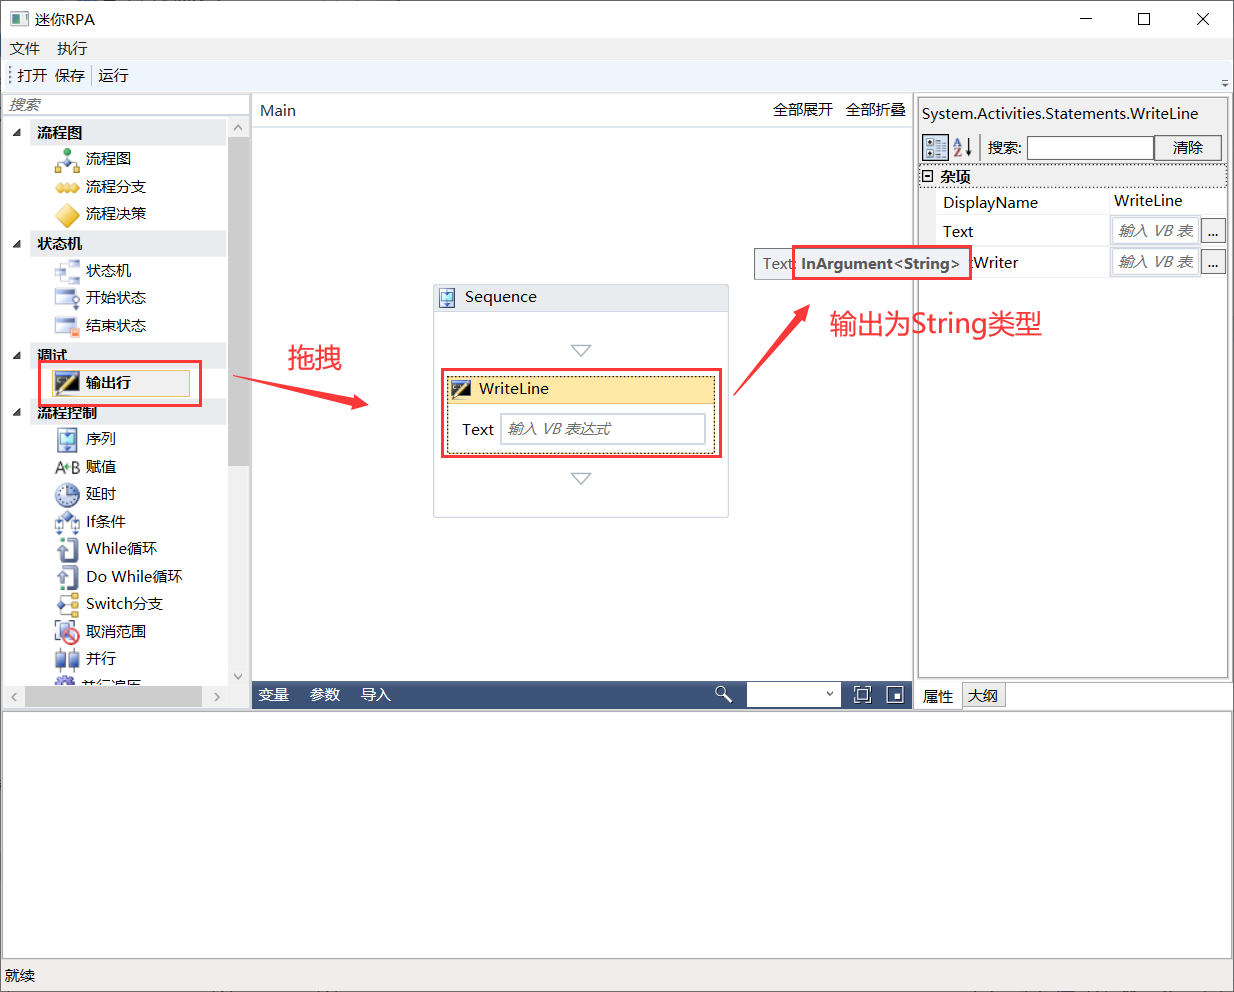 迷你RPA
文件 执行
打开 保存 运行
搜索
流程图
流程图
流程分支
流程决策
状态机
状态机
开始状态
结束状态
调试
输出行
流程控制
序列
A B 赋值
延时
If条件
While循环
Do While循环
Switch分支
取消范围
并行
并行遍历
Main 全部展开 全部折叠
Sequence
拖拽
WriteLine
Text 输入 VB 表达式
Text: InArgument<String>
输出为String类型
变量 参数 导入
System.Activities.Statements.WriteLine
A Z 搜索: 清除
杂项
DisplayName WriteLine
Text 输入 VB 表 ...
tWriter 输入 VB 表 ...
属性 大纲
就绪